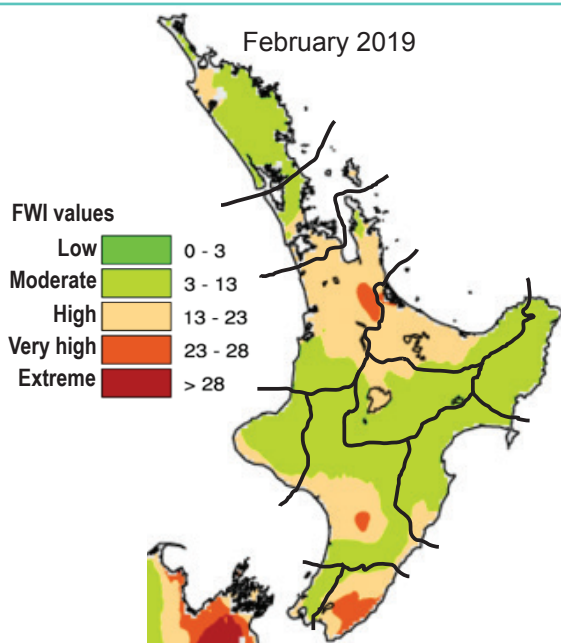 February 2019
FWI values
Low 0 - 3
Moderate 3 - 13
High 13 - 23
Very high 23 - 28
Extreme > 28